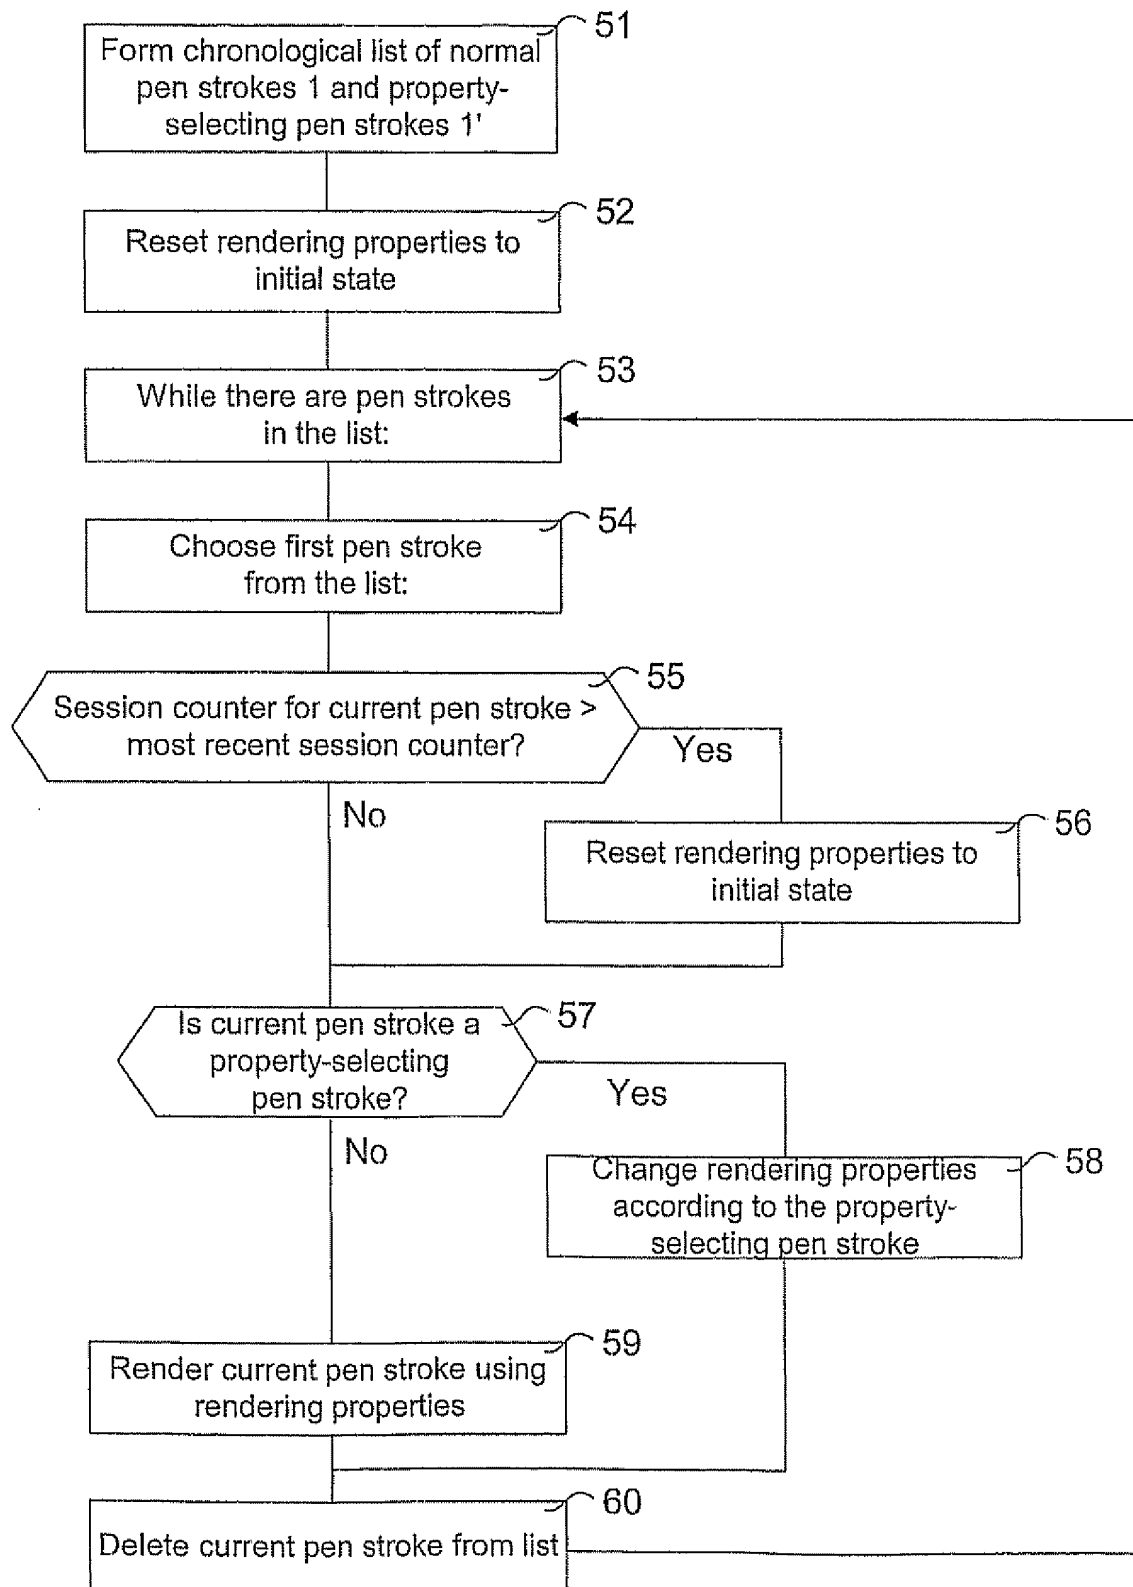 51
Form chronological list of normal
pen strokes 1 and property-
selecting pen strokes 1'
52
Reset rendering properties to
initial state
53
While there are pen strokes
in the list:
54
Choose first pen stroke
from the list:
55
Session counter for current pen stroke >
most recent session counter?
Yes
No
56
Reset rendering properties to
initial state
57
Is current pen stroke a
property-selecting
pen stroke?
Yes
No
58
Change rendering properties
according to the property-
selecting pen stroke
59
Render current pen stroke using
rendering properties
60
Delete current pen stroke from list